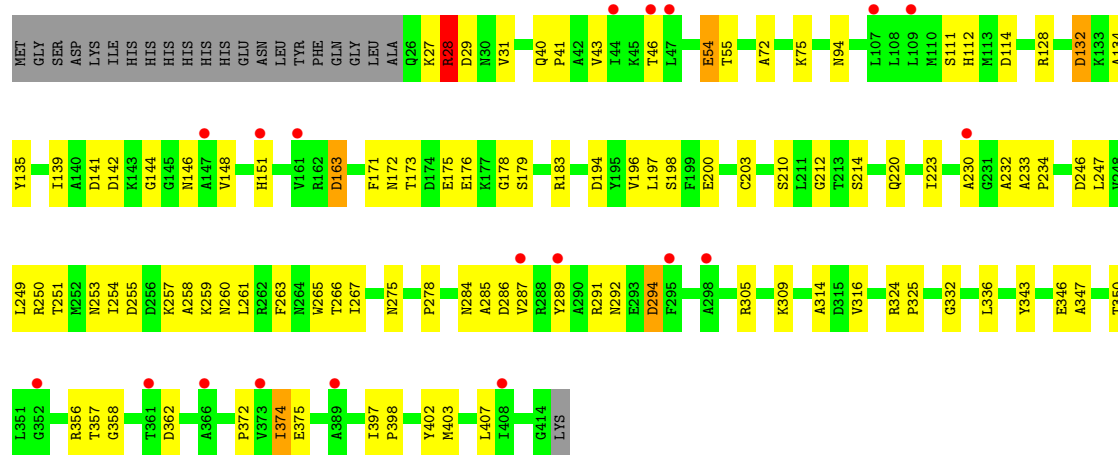 MET GLY SER ASP LYS ILE HIS HIS HIS HIS HIS HIS GLU ASN LEU TYR PHE GLN GLY LEU ALA Q26 K27 R28 D29 N30 V31 Q40 P41 A42 V43 I44 K45 T46 L47 E54 T55 A72 K75 N94 L107 L108 L109 M110 S111 H112 M113 D114 R128 D132 K133 A134
Y135 I139 A140 D141 D142 K143 G144 G145 N146 A147 V148 H151 V161 R162 D163 F171 N172 T173 D174 E175 E176 K177 G178 S179 R183 D194 Y195 V196 L197 S198 F199 E200 C203 S210 L211 G212 T213 S214 Q220 I223 A230 G231 A232 A233 P234 D246 L247 V248
L249 R250 T251 M252 N253 I254 D255 D256 K257 A258 K259 N260 L261 R262 F263 N264 W265 T266 I267 N275 P278 N284 A285 D286 V287 R288 Y289 A290 R291 N292 E293 D294 F295 A298 R305 K309 A314 D315 V316 R324 P325 G332 L336 Y343 E346 A347 T350
L351 G352 R356 T357 G358 T361 D362 A366 P372 V373 I374 E375 A389 I397 P398 Y402 M403 L407 I408 G414 LYS